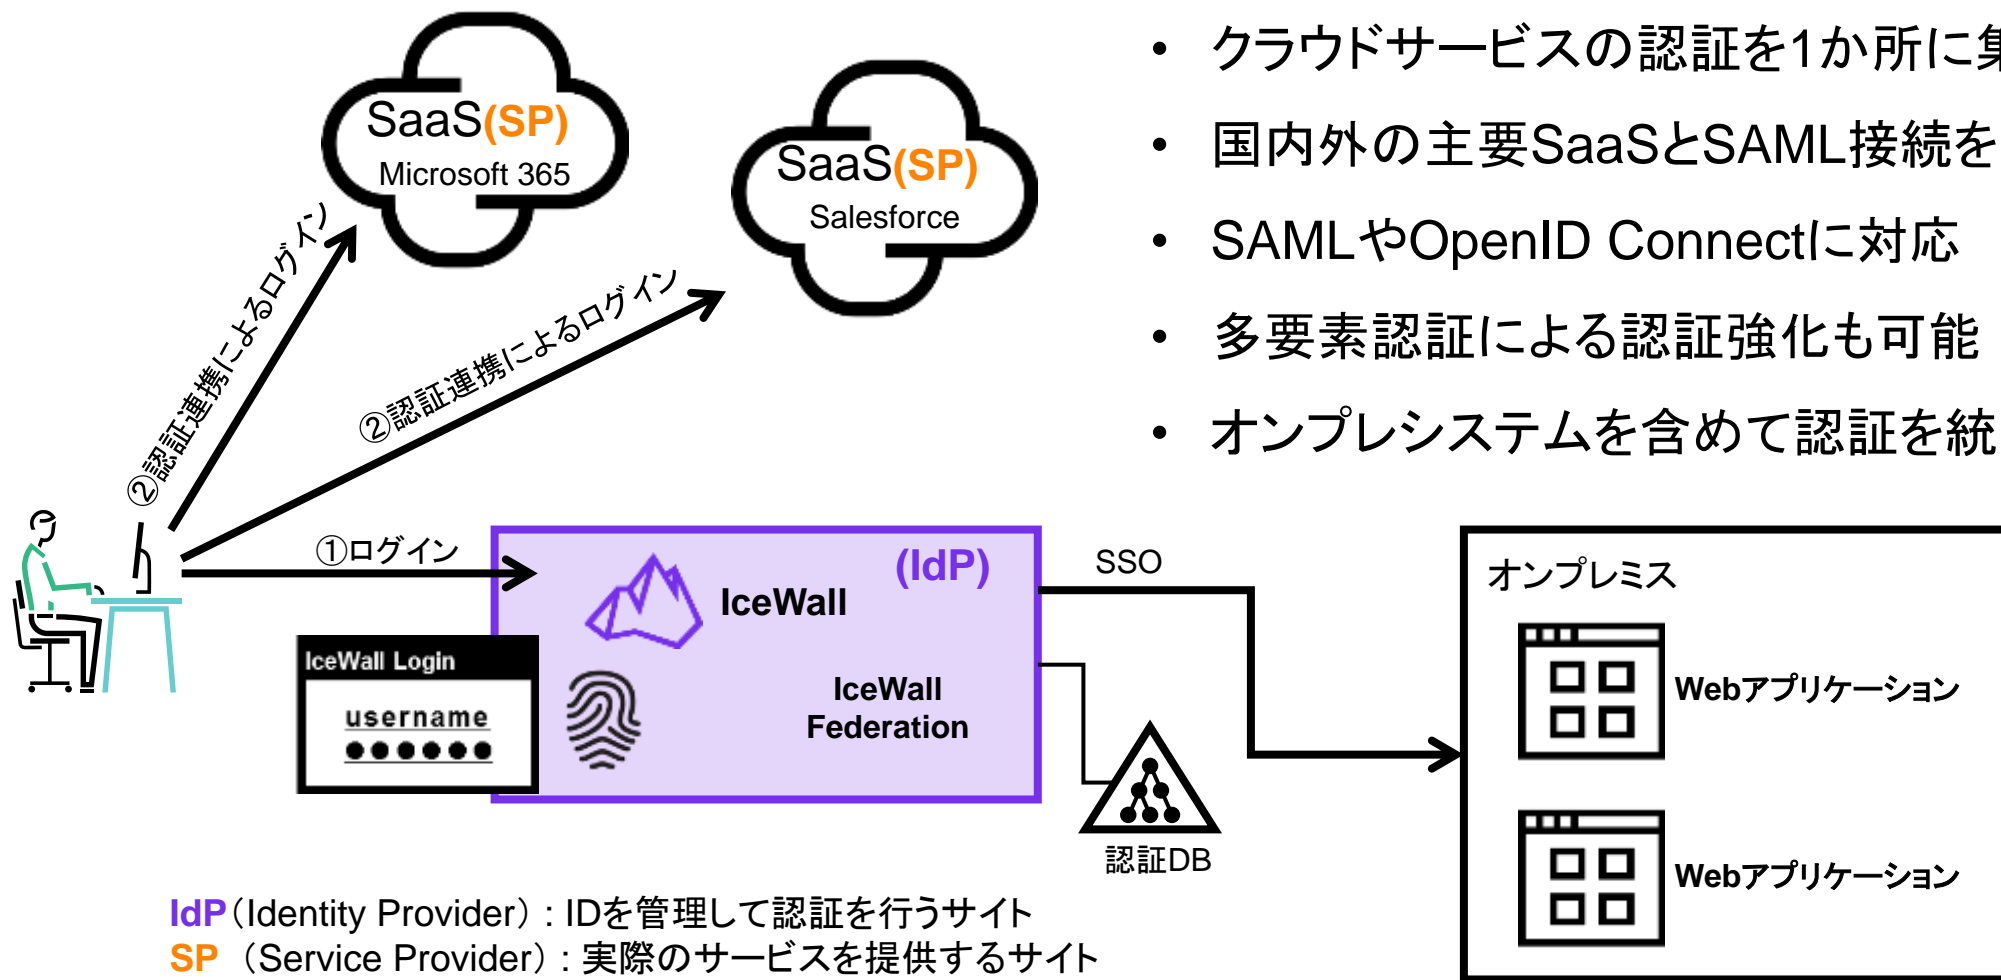 • クラウドサービスの認証を1か所に集
• 国内外の主要SaaSとSAML接続を
• SAMLやOpenID Connectに対応
• 多要素認証による認証強化も可能
• オンプレシステムを含めて認証を統
SaaS(SP)
Microsoft 365
SaaS(SP)
Salesforce
②認証連携によるログイン
②認証連携によるログイン
①ログイン
(IdP)
IceWall
IceWall
Federation
IceWall Login
username
SSO
認証DB
オンプレミス
Webアプリケーション
Webアプリケーション
IdP（Identity Provider）: IDを管理して認証を行うサイト
SP （Service Provider）: 実際のサービスを提供するサイト